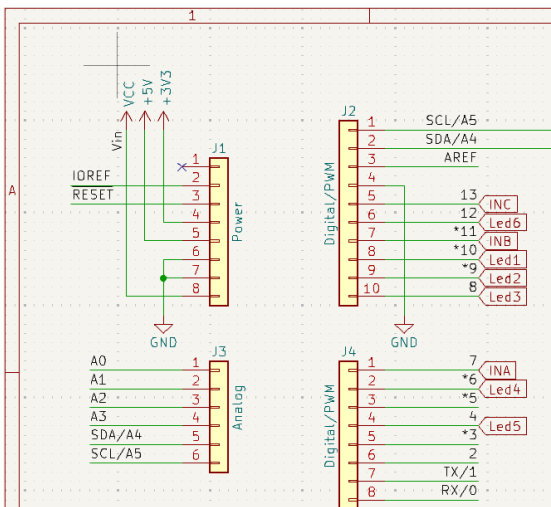 1
A
VCC
+5V
+3V3
Vin
J1
1
IOREF 2
RESET 3
4
5
6
7
8
Power
GND
J2
1 SCL/A5
2 SDA/A4
3 AREF
4
5 13 INC
6 12 Led6
7 *11 INB
8 *10 Led1
9 *9 Led2
10 8 Led3
Digital/PWM
GND
J3
A0 1
A1 2
A2 3
A3 4
SDA/A4 5
SCL/A5 6
Analog
J4
1 7 INA
2 *6 Led4
3 *5
4 4 Led5
5 *3
6 2
7 TX/1
8 RX/0
Digital/PWM